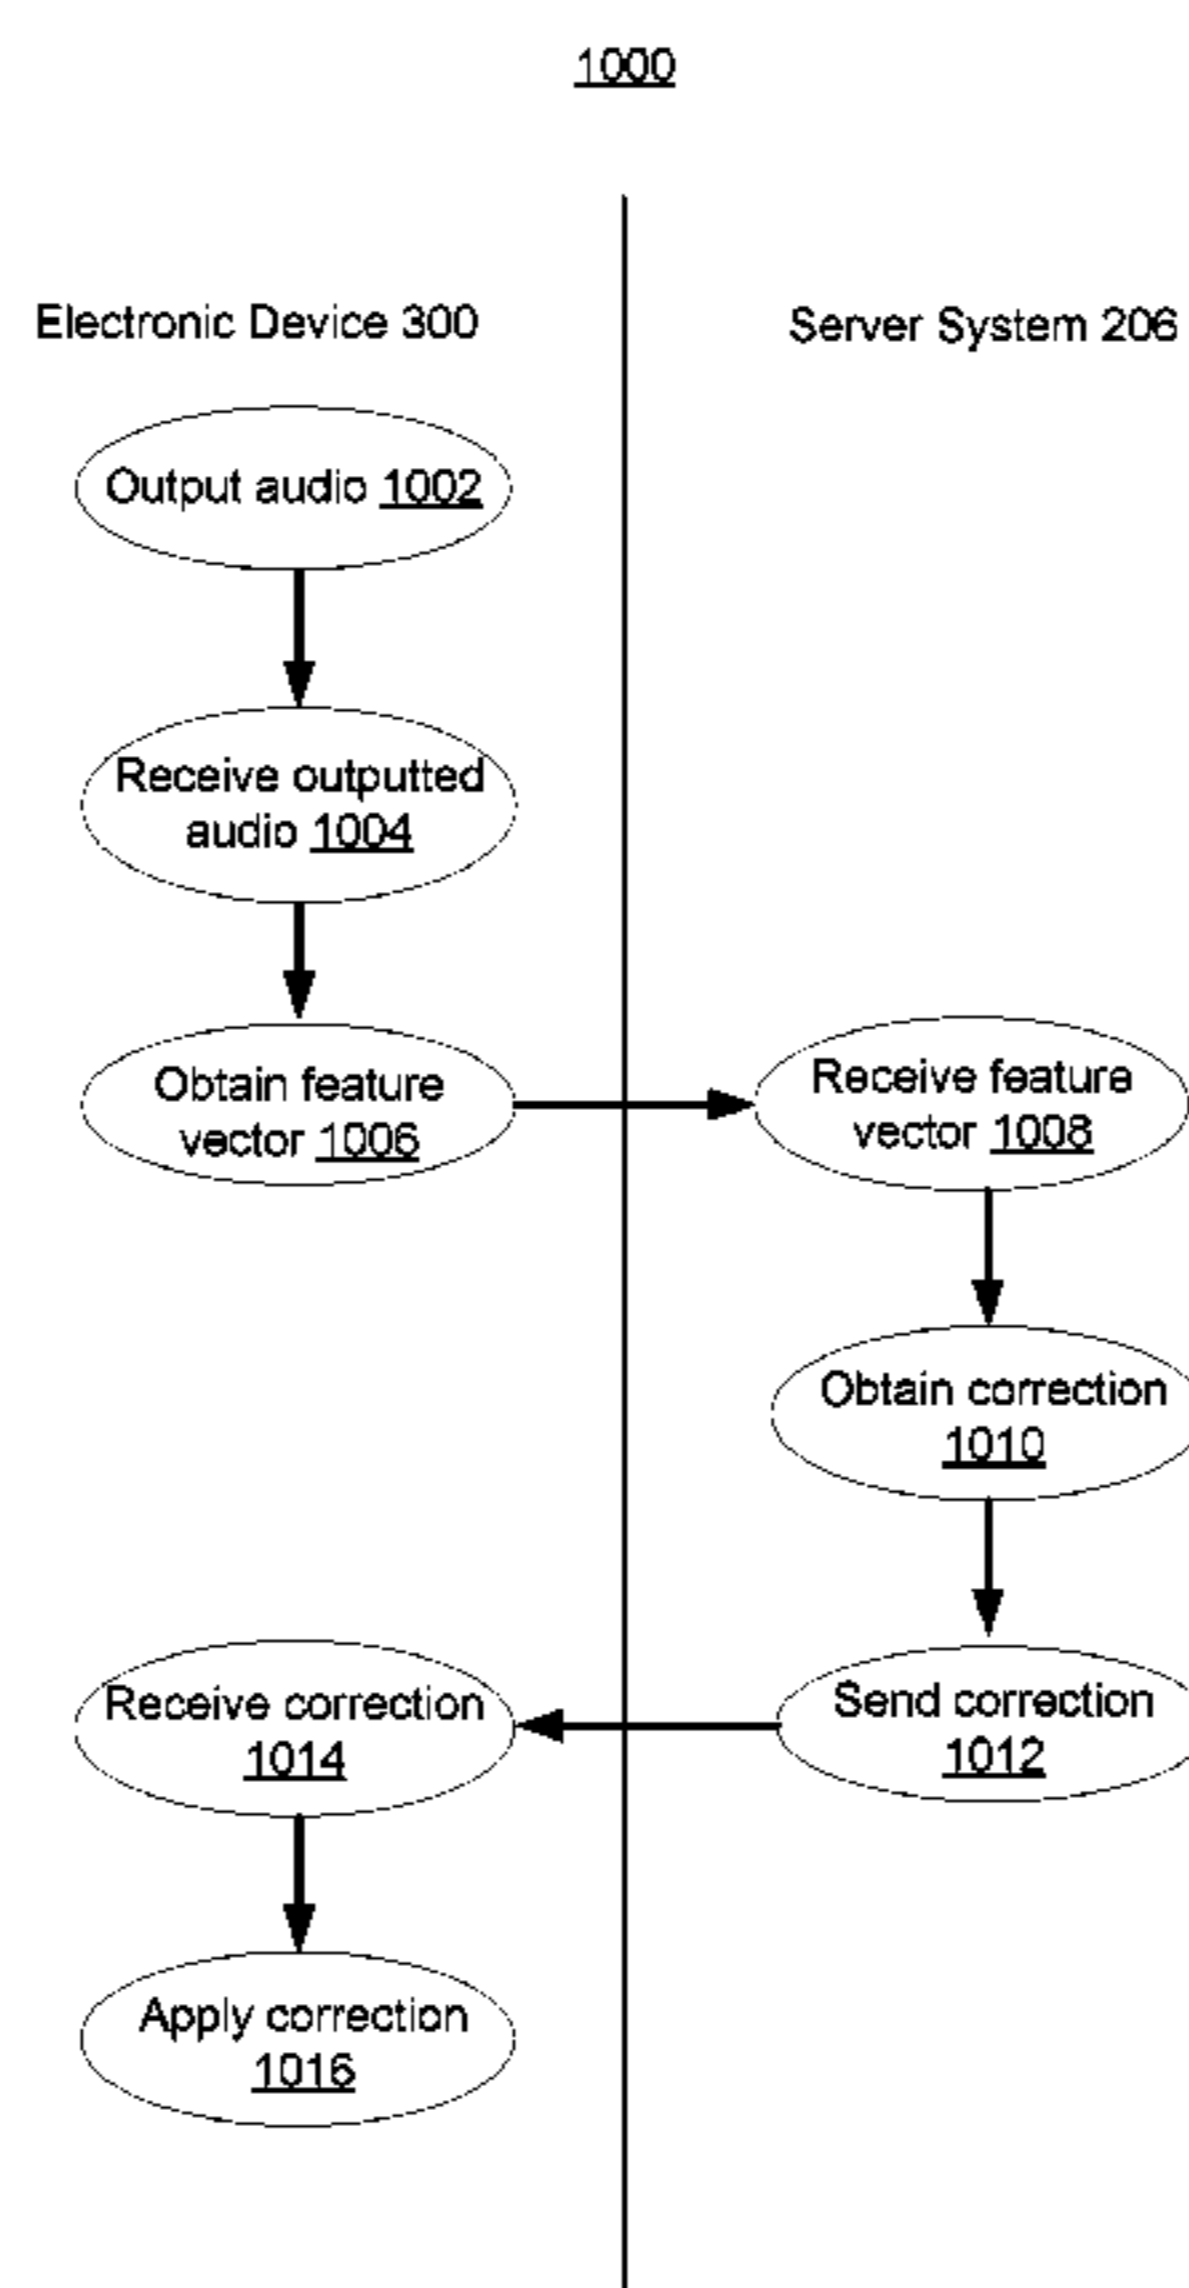 1000
Electronic Device 300
Server System 206
Output audio 1002
Receive outputted
audio 1004
Obtain feature
vector 1006
Receive feature
vector 1008
Obtain correction
1010
Send correction
1012
Receive correction
1014
Apply correction
1016